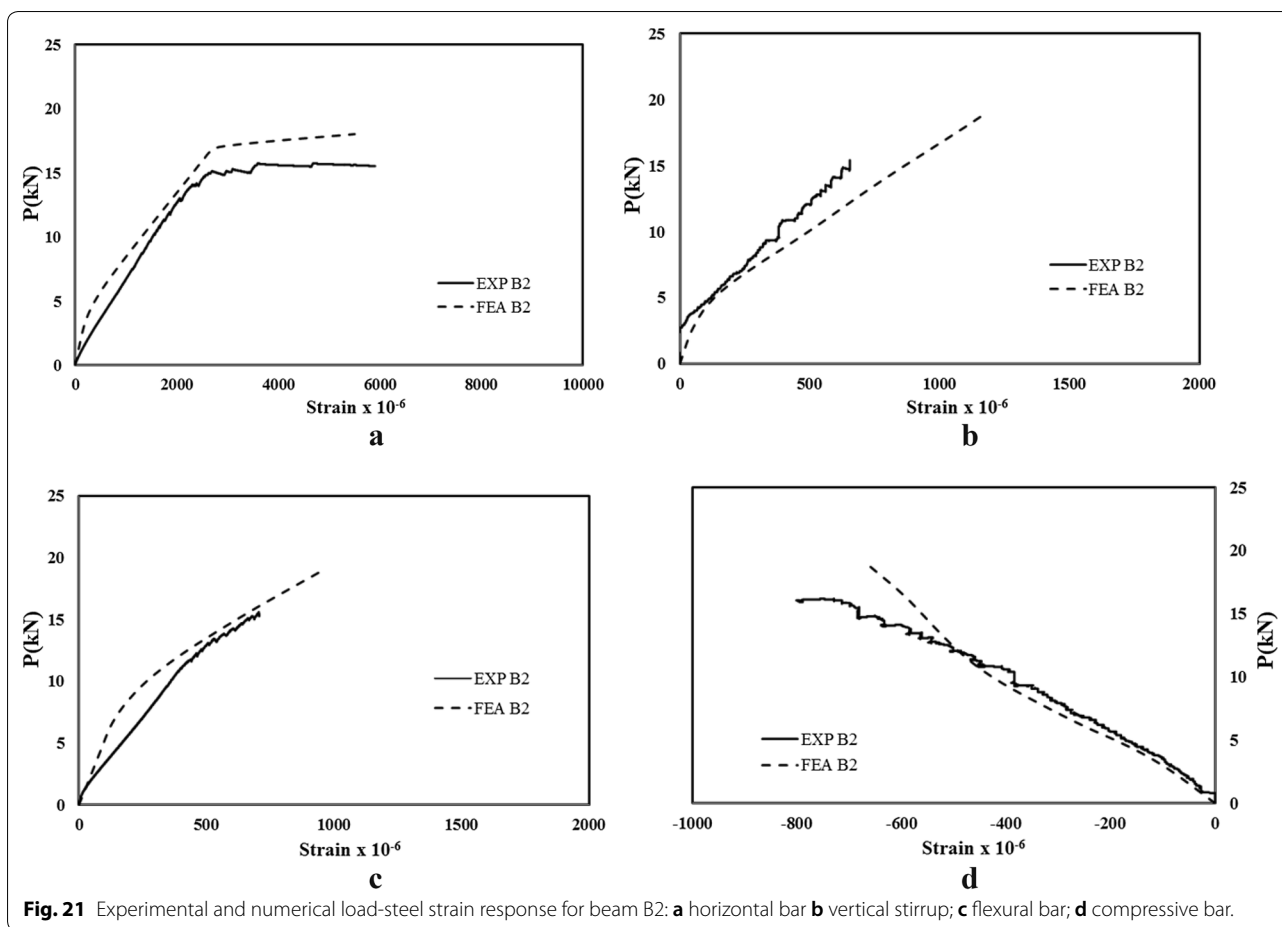 25
20
15
10
5
0
P(kN)
EXP B2
FEA B2
0 2000 4000 6000 8000 10000
Strain x 10⁻⁶
a
25
20
15
10
5
0
P(kN)
EXP B2
FEA B2
0 500 1000 1500 2000
Strain x 10⁻⁶
b
25
20
15
10
5
0
P(kN)
EXP B2
FEA B2
0 500 1000 1500 2000
Strain x 10⁻⁶
c
25
20
15
10
5
0
P(kN)
EXP B2
FEA B2
-1000 -800 -600 -400 -200 0
Strain x 10⁻⁶
d
Fig. 21 Experimental and numerical load-steel strain response for beam B2: a horizontal bar b vertical stirrup; c flexural bar; d compressive bar.